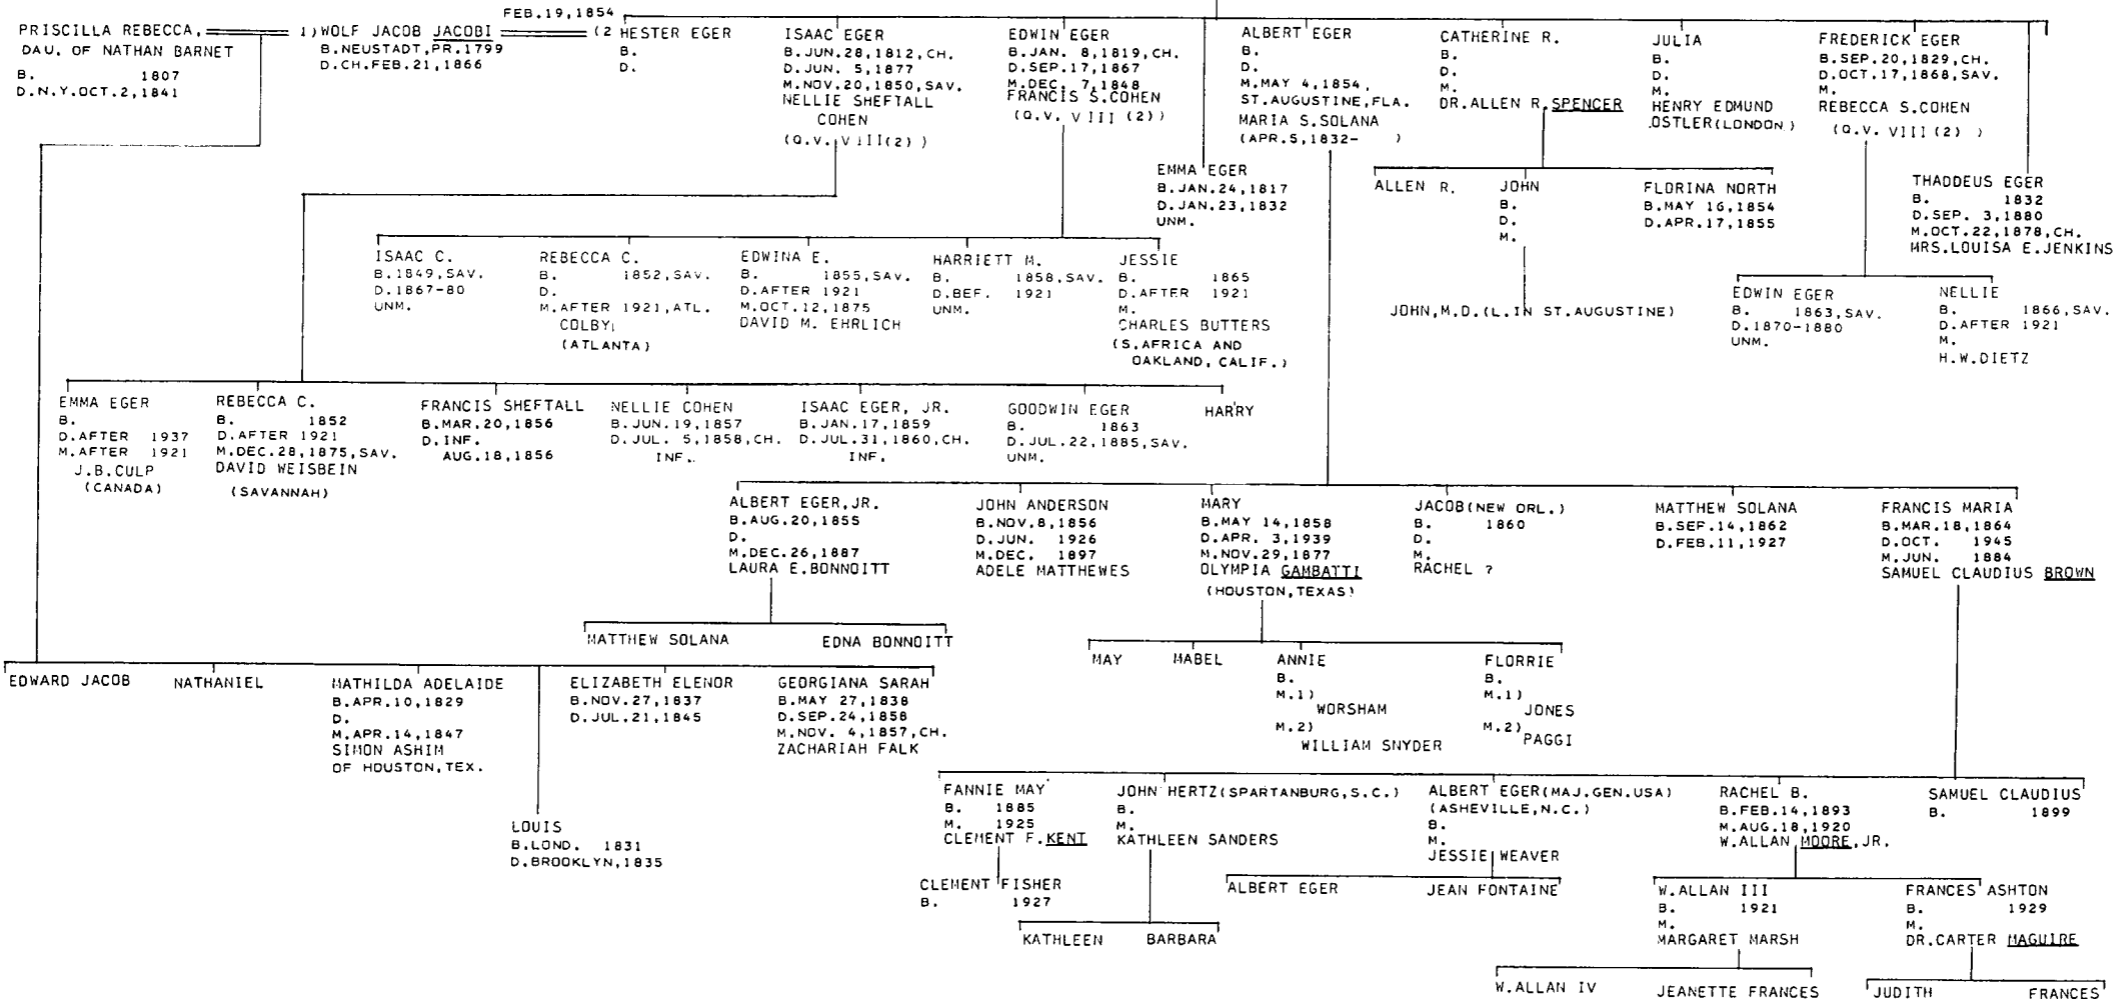 FEB.19,1854
PRISCILLA REBECCA,
DAU. OF NATHAN BARNET
B. 1807
D.N.Y.OCT.2,1841
1)WOLF JACOB JACOBI
B.NEUSTADT,PR.1799
D.CH.FEB.21,1866
(2 HESTER EGER
B.
D.
ISAAC EGER
B.JUN.28,1812,CH.
D.JUN. 5,1877
M.NOV.20,1850,SAV.
NELLIE SHEFTALL
COHEN
(Q.V. VIII(2) )
EDWIN EGER
B.JAN. 8,1819,CH.
D.SEP.17,1867
M.DEC. 7,1848
FRANCIS S.COHEN
(Q.V. VIII (2) )
ALBERT EGER
B.
D.
M.MAY 4,1854,
ST.AUGUSTINE,FLA.
MARIA S.SOLANA
(APR.5,1832- )
CATHERINE R.
B.
D.
M.
DR.ALLEN R.SPENCER
JULIA
B.
D.
M.
HENRY EDMUND
OSTLER(LONDON)
FREDERICK EGER
B.SEP.20,1829,CH.
D.OCT.17,1868,SAV.
M.
REBECCA S.COHEN
(Q.V. VIII(2) )
EMMA EGER
B.JAN.24,1817
D.JAN.23,1832
UNM.
ALLEN R.
JOHN
B.
D.
M.
FLORINA NORTH
B.MAY 16,1854
D.APR.17,1855
THADDEUS EGER
B. 1832
D.SEP. 3,1880
M.OCT.22,1878,CH.
MRS.LOUISA E.JENKINS
ISAAC C.
B.1849,SAV.
D.1867-80
UNM.
REBECCA C.
B. 1852,SAV.
D.
M.AFTER 1921,ATL.
COLBY
(ATLANTA)
EDWINA E.
B. 1855,SAV.
D.AFTER 1921
M.OCT.12,1875
DAVID M. EHRLICH
HARRIETT M.
B. 1858,SAV.
D.BEF. 1921
UNM.
JESSIE
B. 1865
D.AFTER 1921
M.
CHARLES BUTTERS
(S.AFRICA AND
OAKLAND, CALIF.)
JOHN,M.D.(L.IN ST.AUGUSTINE)
EDWIN EGER
B. 1863,SAV.
D.1870-1880
UNM.
NELLIE
B. 1866,SAV.
D.AFTER 1921
M.
H.W.DIETZ
EMMA EGER
B.
D.AFTER 1937
M.AFTER 1921
J.B.CULP
(CANADA)
REBECCA C.
B. 1852
D.AFTER 1921
M.DEC.28,1875,SAV.
DAVID WEISBEIN
(SAVANNAH)
FRANCIS SHEFTALL
B.MAR.20,1856
D.INF.
AUG.18,1856
NELLIE COHEN
B.JUN.19,1857
D.JUL. 5,1858,CH.
INF.
ISAAC EGER, JR.
B.JAN.17,1859
D.JUL.31,1860,CH.
INF.
GOODWIN EGER
B. 1863
D.JUL.22,1885,SAV.
UNM.
HARRY
ALBERT EGER,JR.
B.AUG.20,1855
D.
M.DEC.26,1887
LAURA E.BONNOITT
JOHN ANDERSON
B.NOV.8,1856
D.JUN. 1926
M.DEC. 1897
ADELE MATTHEWES
MARY
B.MAY 14,1858
D.APR. 3,1939
M.NOV.29,1877
OLYMPIA GAMBATTI
(HOUSTON,TEXAS)
JACOB(NEW ORL.)
B. 1860
D.
M.
RACHEL ?
MATTHEW SOLANA
B.SEP.14,1862
D.FEB.11,1927
FRANCIS MARIA
B.MAR.18,1864
D.OCT. 1945
M.JUN. 1884
SAMUEL CLAUDIUS BROWN
MATTHEW SOLANA
EDNA BONNOITT
MAY
MABEL
ANNIE
B.
M.1)
WORSHAM
M.2)
WILLIAM SNYDER
FLORRIE
B.
M.1)
JONES
M.2)
PAGGI
EDWARD JACOB
NATHANIEL
MATHILDA ADELAIDE
B.APR.10,1829
D.
M.APR.14,1847
SIMON ASHIM
OF HOUSTON,TEX.
ELIZABETH ELENOR
B.NOV.27,1837
D.JUL.21,1845
GEORGIANA SARAH
B.MAY 27,1838
D.SEP.24,1858
M.NOV. 4,1857,CH.
ZACHARIAH FALK
LOUIS
B.LOND. 1831
D.BROOKLYN,1835
FANNIE MAY
B. 1885
M. 1925
CLEMENT F.KENT
JOHN HERTZ(SPARTANBURG,S.C.)
B.
M.
KATHLEEN SANDERS
ALBERT EGER(MAJ.GEN.USA)
(ASHEVILLE,N.C.)
B.
M.
JESSIE WEAVER
RACHEL B.
B.FEB.14,1893
M.AUG.18,1920
W.ALLAN MOORE,JR.
SAMUEL CLAUDIUS
B. 1899
CLEMENT FISHER
B. 1927
ALBERT EGER
JEAN FONTAINE
W.ALLAN III
B. 1921
M.
MARGARET MARSH
FRANCES ASHTON
B. 1929
M.
DR.CARTER MAGUIRE
KATHLEEN
BARBARA
W.ALLAN IV
JEANETTE FRANCES
JUDITH
FRANCES